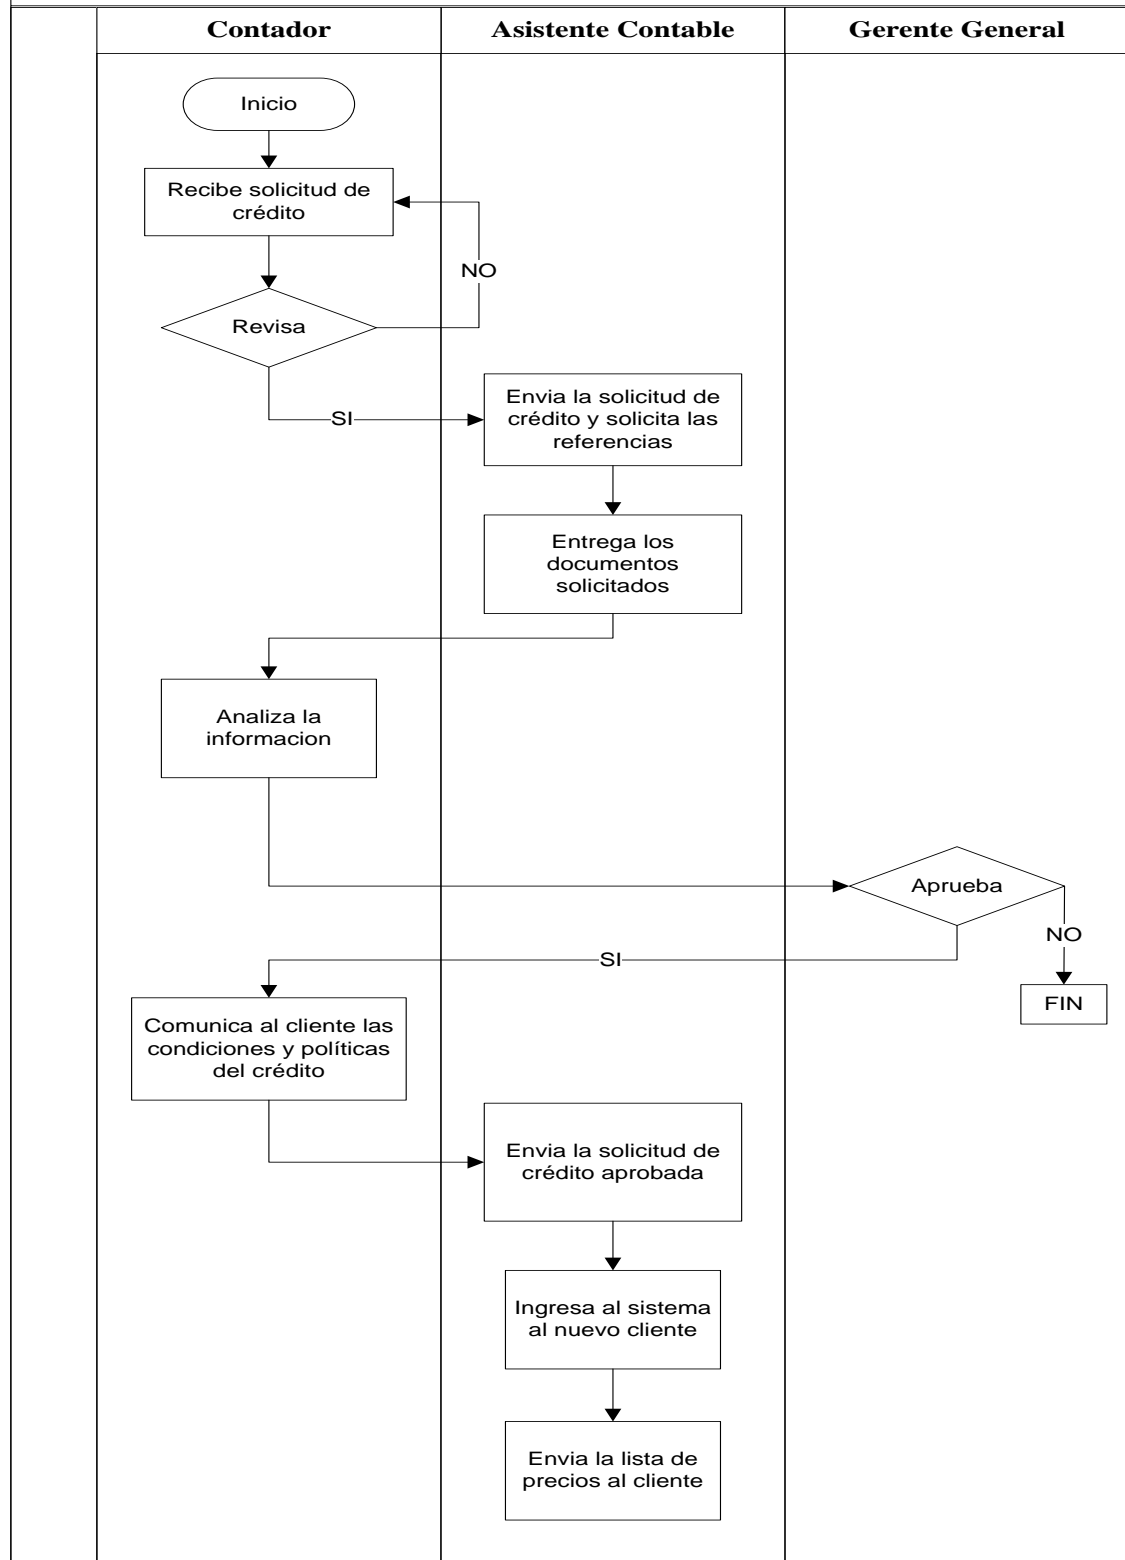 Contador
Asistente Contable
Gerente General
Inicio
Recibe solicitud de
crédito
NO
Revisa
SI
Envia la solicitud de
crédito y solicita las
referencias
Entrega los
documentos
solicitados
Analiza la
informacion
Aprueba
NO
SI
FIN
Comunica al cliente las
condiciones y políticas
del crédito
Envia la solicitud de
crédito aprobada
Ingresa al sistema
al nuevo cliente
Envia la lista de
precios al cliente